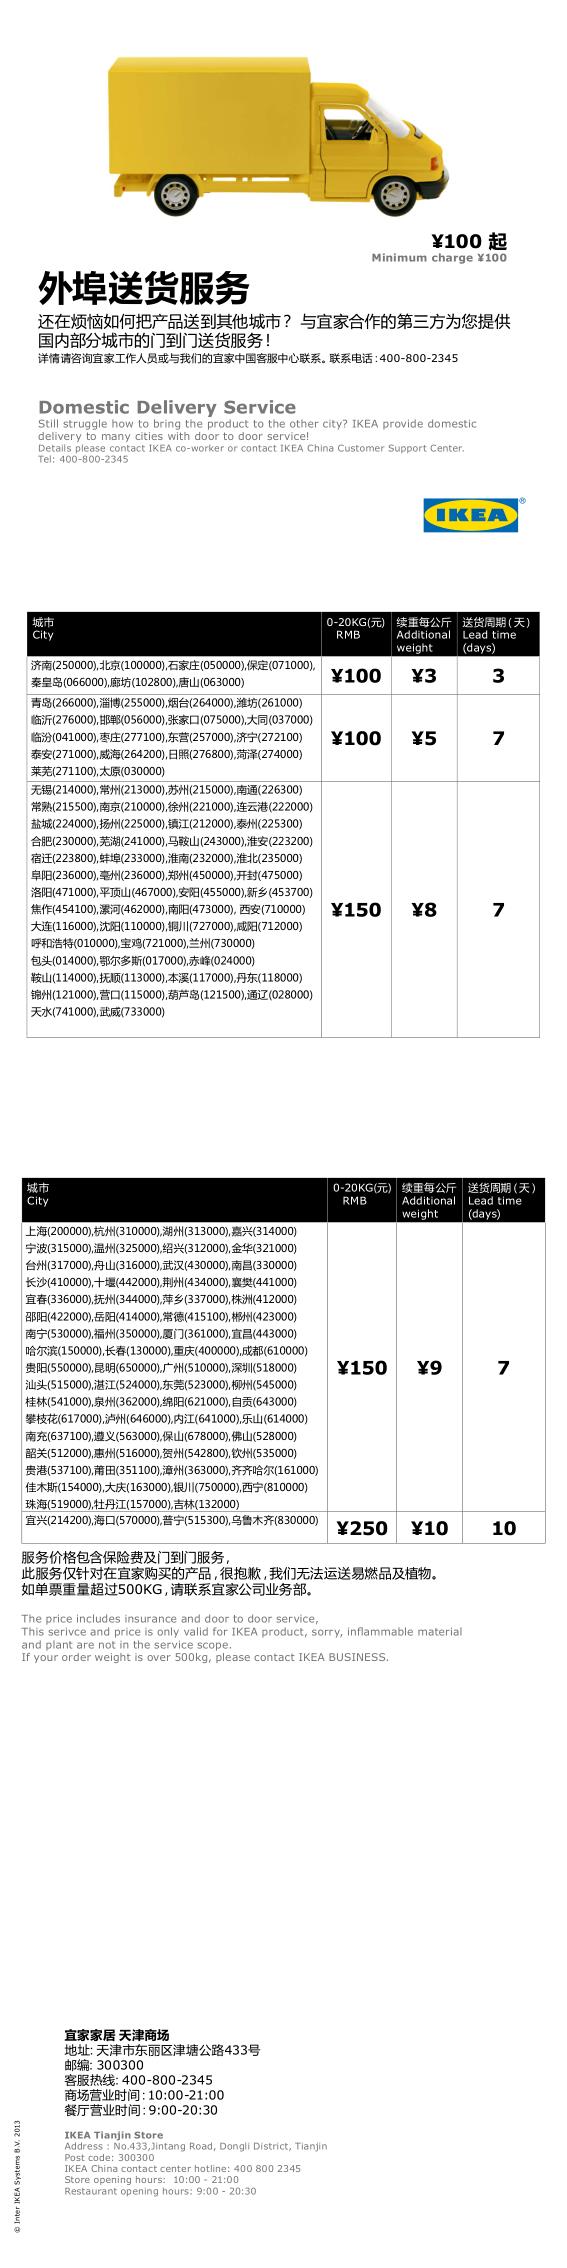 ¥100 起
Minimum charge ¥100
外埠送货服务
还在烦恼如何把产品送到其他城市？与宜家合作的第三方为您提供
国内部分城市的门到门送货服务！
详情请咨询宜家工作人员或与我们的宜家中国客服中心联系。联系电话：400-800-2345
Domestic Delivery Service
Still struggle how to bring the product to the other city? IKEA provide domestic
delivery to many cities with door to door service!
Details please contact IKEA co-worker or contact IKEA China Customer Support Center.
Tel: 400-800-2345
IKEA®
城市 0-20KG(元) 续重每公斤 送货周期(天)
City RMB Additional weight Lead time (days)
济南(250000),北京(100000),石家庄(050000),保定(071000),
秦皇岛(066000),廊坊(102800),唐山(063000)
¥100 ¥3 3
青岛(266000),淄博(255000),烟台(264000),潍坊(261000)
临沂(276000),邯郸(056000),张家口(075000),大同(037000)
临汾(041000),枣庄(277100),东营(257000),济宁(272100)
泰安(271000),威海(264200),日照(276800),菏泽(274000)
莱芜(271100),太原(030000)
¥100 ¥5 7
无锡(214000),常州(213000),苏州(215000),南通(226300)
常熟(215500),南京(210000),徐州(221000),连云港(222000)
盐城(224000),扬州(225000),镇江(212000),泰州(225300)
合肥(230000),芜湖(241000),马鞍山(243000),淮安(223200)
宿迁(223800),蚌埠(233000),淮南(232000),淮北(235000)
阜阳(236000),亳州(236000),郑州(450000),开封(475000)
洛阳(471000),平顶山(467000),安阳(455000),新乡(453700)
焦作(454100),漯河(462000),南阳(473000), 西安(710000)
大连(116000),沈阳(110000),铜川(727000),咸阳(712000)
呼和浩特(010000),宝鸡(721000),兰州(730000)
包头(014000),鄂尔多斯(017000),赤峰(024000)
鞍山(114000),抚顺(113000),本溪(117000),丹东(118000)
锦州(121000),营口(115000),葫芦岛(121500),通辽(028000)
天水(741000),武威(733000)
¥150 ¥8 7
城市 0-20KG(元) 续重每公斤 送货周期(天)
City RMB Additional weight Lead time (days)
上海(200000),杭州(310000),湖州(313000),嘉兴(314000)
宁波(315000),温州(325000),绍兴(312000),金华(321000)
台州(317000),舟山(316000),武汉(430000),南昌(330000)
长沙(410000),十堰(442000),荆州(434000),襄樊(441000)
宜春(336000),抚州(344000),萍乡(337000),株洲(412000)
邵阳(422000),岳阳(414000),常德(415100),郴州(423000)
南宁(530000),福州(350000),厦门(361000),宜昌(443000)
哈尔滨(150000),长春(130000),重庆(400000),成都(610000)
贵阳(550000),昆明(650000),广州(510000),深圳(518000)
汕头(515000),湛江(524000),东莞(523000),柳州(545000)
桂林(541000),泉州(362000),绵阳(621000),自贡(643000)
攀枝花(617000),泸州(646000),内江(641000),乐山(614000)
南充(637100),遵义(563000),保山(678000),佛山(528000)
韶关(512000),惠州(516000),贺州(542800),钦州(535000)
贵港(537100),莆田(351100),漳州(363000),齐齐哈尔(161000)
佳木斯(154000),大庆(163000),银川(750000),西宁(810000)
珠海(519000),牡丹江(157000),吉林(132000)
¥150 ¥9 7
宜兴(214200),海口(570000),普宁(515300),乌鲁木齐(830000)
¥250 ¥10 10
服务价格包含保险费及门到门服务，
此服务仅针对在宜家购买的产品，很抱歉，我们无法运送易燃品及植物。
如单票重量超过500KG，请联系宜家公司业务部。
The price includes insurance and door to door service,
This serivce and price is only valid for IKEA product, sorry, inflammable material
and plant are not in the service scope.
If your order weight is over 500kg, please contact IKEA BUSINESS.
宜家家居 天津商场
地址: 天津市东丽区津塘公路433号
邮编: 300300
客服热线: 400-800-2345
商场营业时间：10:00-21:00
餐厅营业时间：9:00-20:30
IKEA Tianjin Store
Address : No.433,Jintang Road, Dongli District, Tianjin
Post code: 300300
IKEA China contact center hotline: 400 800 2345
Store opening hours: 10:00 - 21:00
Restaurant opening hours: 9:00 - 20:30
© Inter IKEA Systems B.V. 2013